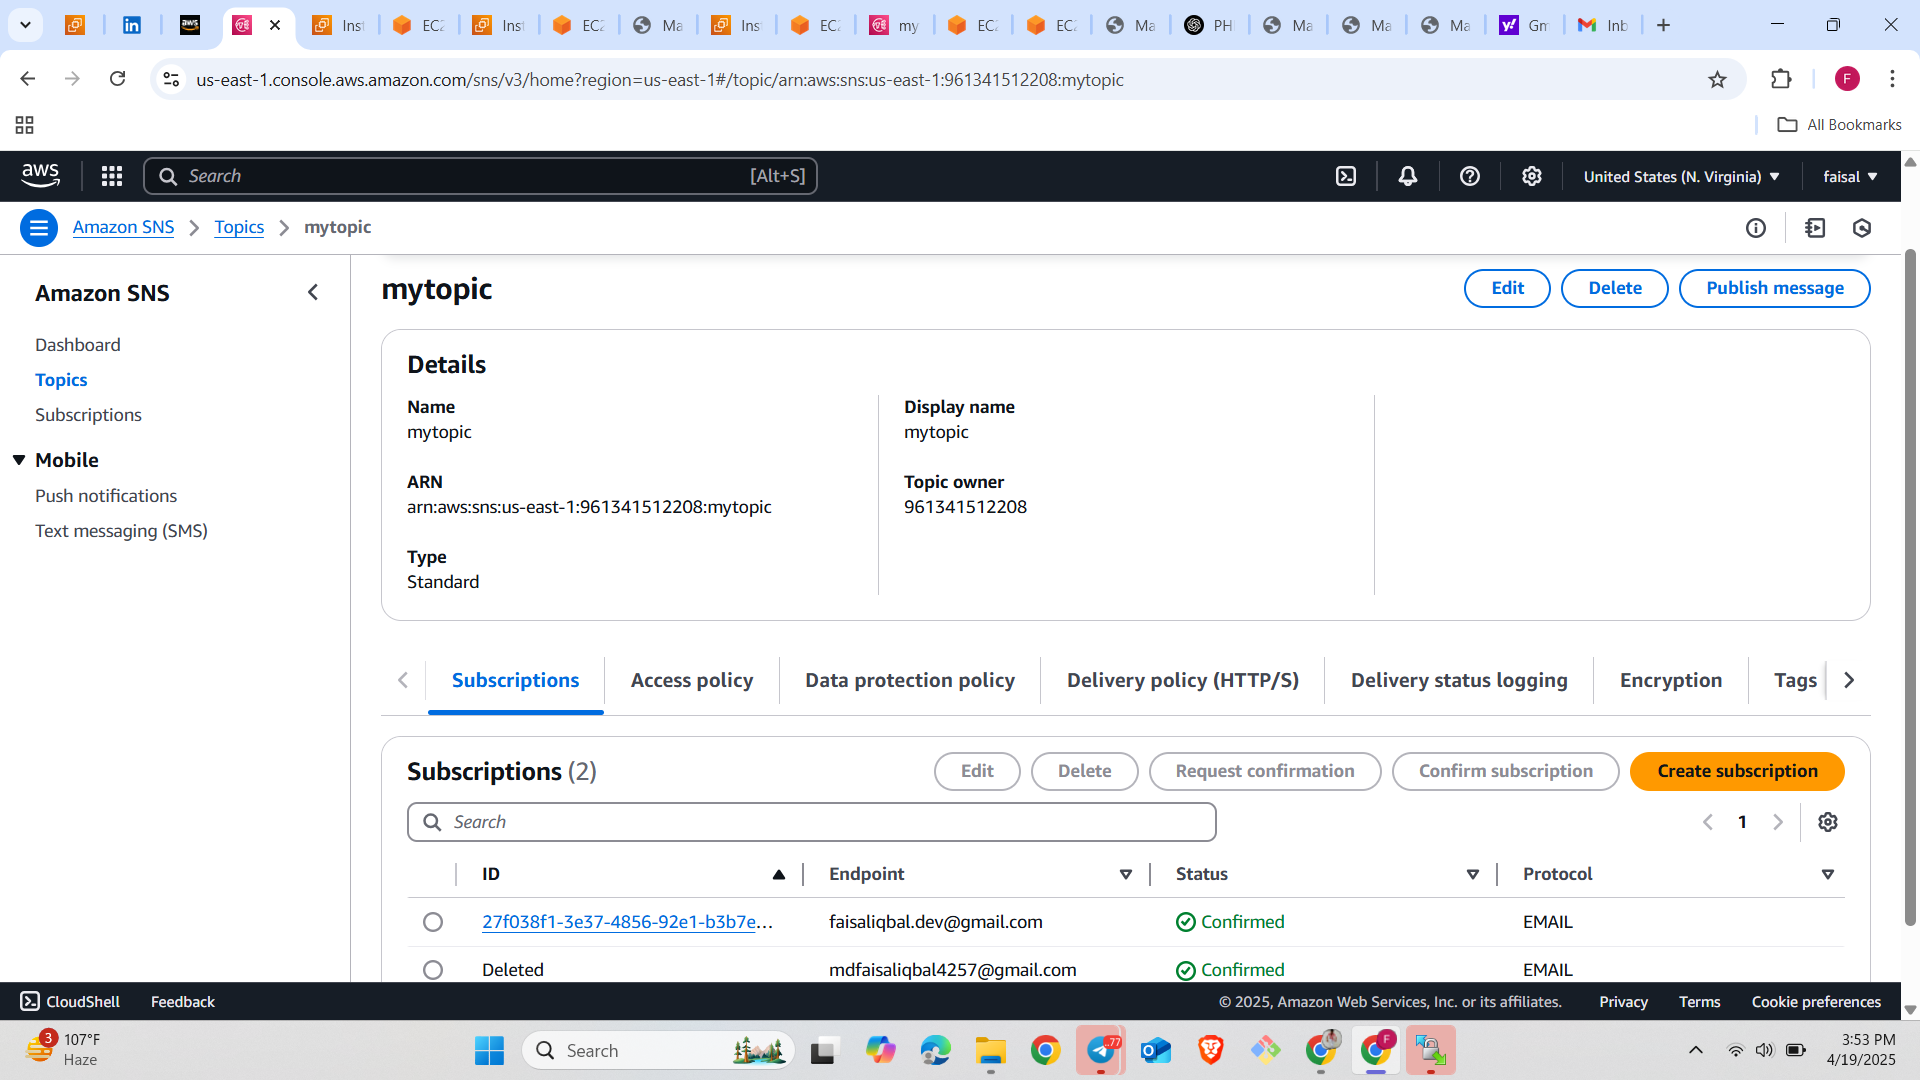 Inst
EC2
Inst
EC2
Ma
Inst
EC2
my
EC2
EC2
Ma
PH
Ma
Ma
Ma
Gm
Inb
us-east-1.console.aws.amazon.com/sns/v3/home?region=us-east-1#/topic/arn:aws:sns:us-east-1:961341512208:mytopic
F
All Bookmarks
aws
Search
[Alt+S]
United States (N. Virginia)
faisal
Amazon SNS
Topics
mytopic
Amazon SNS
Dashboard
Topics
Subscriptions
Mobile
Push notifications
Text messaging (SMS)
mytopic
Edit
Delete
Publish message
Details
Name
mytopic
ARN
arn:aws:sns:us-east-1:961341512208:mytopic
Type
Standard
Display name
mytopic
Topic owner
961341512208
Subscriptions
Access policy
Data protection policy
Delivery policy (HTTP/S)
Delivery status logging
Encryption
Tags
Subscriptions (2)
Edit
Delete
Request confirmation
Confirm subscription
Create subscription
Search
1
ID
Endpoint
Status
Protocol
27f038f1-3e37-4856-92e1-b3b7e...
faisaliqbal.dev@gmail.com
Confirmed
EMAIL
Deleted
mdfaisaliqbal4257@gmail.com
Confirmed
EMAIL
CloudShell
Feedback
© 2025, Amazon Web Services, Inc. or its affiliates.
Privacy
Terms
Cookie preferences
3
107°F
Haze
Search
77
F
3:53 PM
4/19/2025